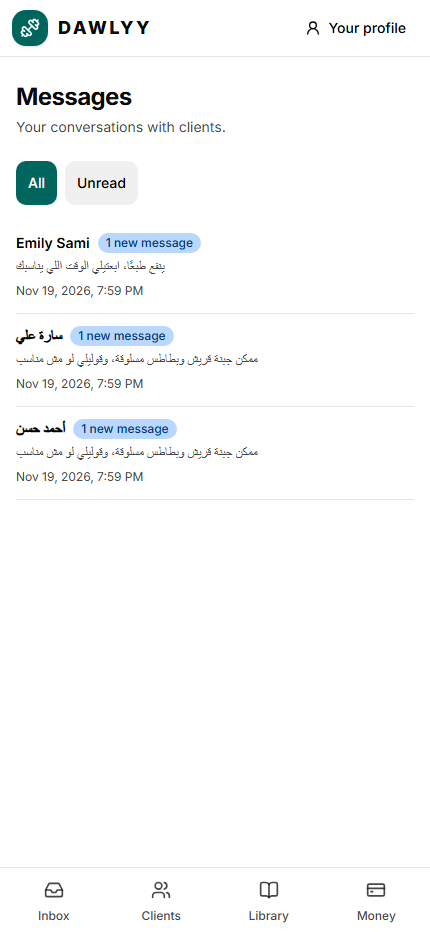 DAWLYY
Your profile
Messages
Your conversations with clients.
All
Unread
Emily Sami
1 new message
ينفع طبعًا، ابعتيلي الوقت اللي يناسبك
Nov 19, 2026, 7:59 PM
سارة علي
1 new message
ممكن جبنة قريش وبطاطس مسلوقة، وقوليلي لو مش مناسب
Nov 19, 2026, 7:59 PM
أحمد حسن
1 new message
ممكن جبنة قريش وبطاطس مسلوقة، وقوليلي لو مش مناسب
Nov 19, 2026, 7:59 PM
Inbox
Clients
Library
Money